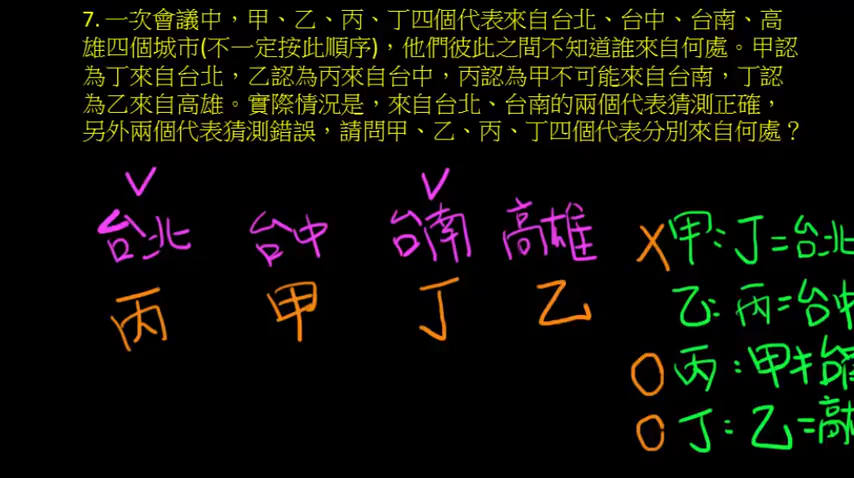 7. 一次會議中，甲、乙、丙、丁四個代表來自台北、台中、台南、高
雄四個城市(不一定按此順序)，他們彼此之間不知道誰來自何處。甲認
為丁來自台北，乙認為丙來自台中，丙認為甲不可能來自台南，丁認
為乙來自高雄。實際情況是，來自台北、台南的兩個代表猜測正確，
另外兩個代表猜測錯誤，請問甲、乙、丙、丁四個代表分別來自何處？
V V
台北 台中 台南 高雄
丙 甲 丁 乙
X 甲：丁=台北
乙：丙=台中
O 丙：甲≠台南
O 丁：乙=高雄